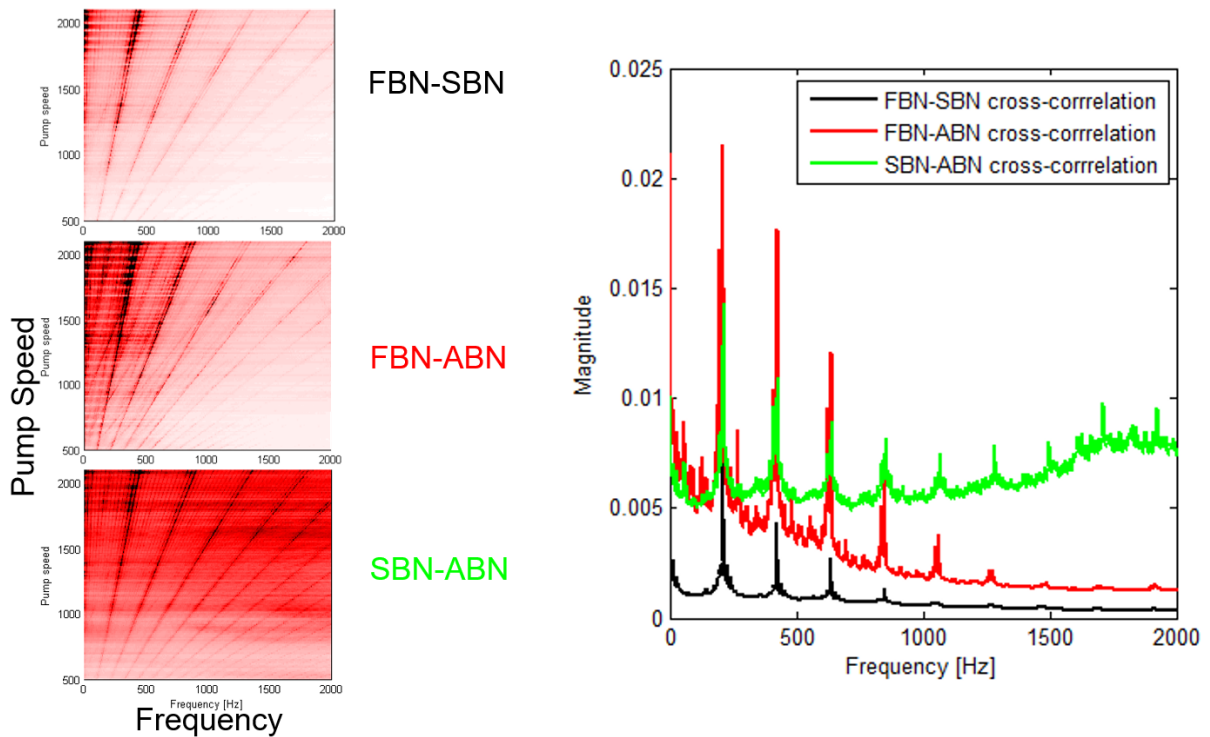 2000
1500
1000
500
Pump speed
0
500
1000
1500
2000
FBN-SBN
2000
1500
1000
500
Pump speed
Pump speed
0
500
1000
1500
2000
FBN-ABN
2000
1500
1000
500
Pump speed
0
500
1000
1500
2000
Frequency [Hz]
SBN-ABN
Pump Speed
Frequency
0.025
0.02
0.015
0.01
0.005
0
Magnitude
FBN-SBN cross-corrrelation
FBN-ABN cross-corrrelation
SBN-ABN cross-corrrelation
0
500
1000
1500
2000
Frequency [Hz]